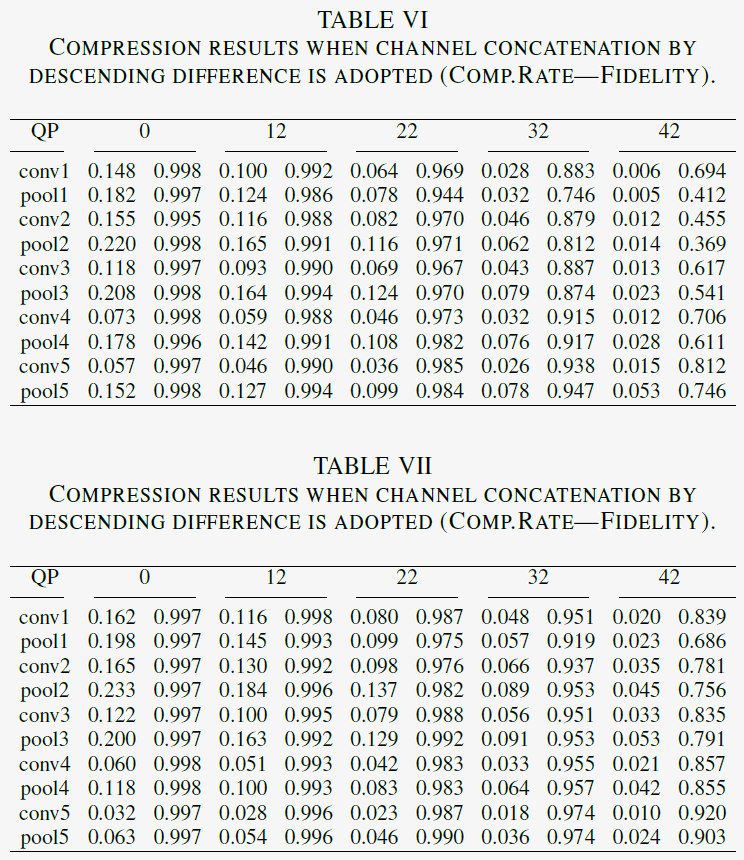 TABLE VI
COMPRESSION RESULTS WHEN CHANNEL CONCATENATION BY
DESCENDING DIFFERENCE IS ADOPTED (COMP.RATE—FIDELITY).
QP 0 12 22 32 42
conv1 0.148 0.998 0.100 0.992 0.064 0.969 0.028 0.883 0.006 0.694
pool1 0.182 0.997 0.124 0.986 0.078 0.944 0.032 0.746 0.005 0.412
conv2 0.155 0.995 0.116 0.988 0.082 0.970 0.046 0.879 0.012 0.455
pool2 0.220 0.998 0.165 0.991 0.116 0.971 0.062 0.812 0.014 0.369
conv3 0.118 0.997 0.093 0.990 0.069 0.967 0.043 0.887 0.013 0.617
pool3 0.208 0.998 0.164 0.994 0.124 0.970 0.079 0.874 0.023 0.541
conv4 0.073 0.998 0.059 0.988 0.046 0.973 0.032 0.915 0.012 0.706
pool4 0.178 0.996 0.142 0.991 0.108 0.982 0.076 0.917 0.028 0.611
conv5 0.057 0.997 0.046 0.990 0.036 0.985 0.026 0.938 0.015 0.812
pool5 0.152 0.998 0.127 0.994 0.099 0.984 0.078 0.947 0.053 0.746
TABLE VII
COMPRESSION RESULTS WHEN CHANNEL CONCATENATION BY
DESCENDING DIFFERENCE IS ADOPTED (COMP.RATE—FIDELITY).
QP 0 12 22 32 42
conv1 0.162 0.997 0.116 0.998 0.080 0.987 0.048 0.951 0.020 0.839
pool1 0.198 0.997 0.145 0.993 0.099 0.975 0.057 0.919 0.023 0.686
conv2 0.165 0.997 0.130 0.992 0.098 0.976 0.066 0.937 0.035 0.781
pool2 0.233 0.997 0.184 0.996 0.137 0.982 0.089 0.953 0.045 0.756
conv3 0.122 0.997 0.100 0.995 0.079 0.988 0.056 0.951 0.033 0.835
pool3 0.200 0.997 0.163 0.992 0.129 0.992 0.091 0.953 0.053 0.791
conv4 0.060 0.998 0.051 0.993 0.042 0.983 0.033 0.955 0.021 0.857
pool4 0.118 0.998 0.100 0.993 0.083 0.983 0.064 0.957 0.042 0.855
conv5 0.032 0.997 0.028 0.996 0.023 0.987 0.018 0.974 0.010 0.920
pool5 0.063 0.997 0.054 0.996 0.046 0.990 0.036 0.974 0.024 0.903